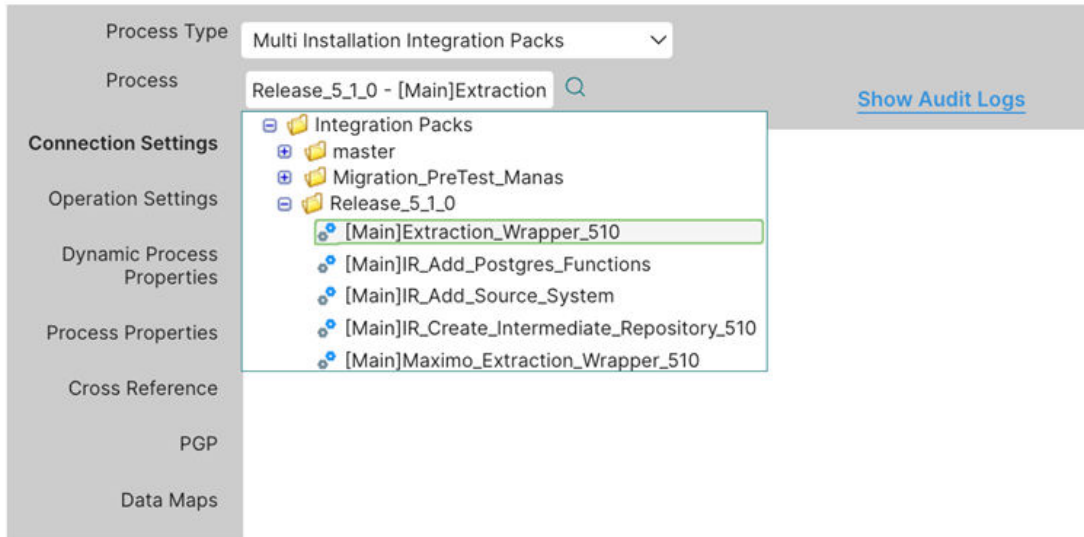 Process Type
Multi Installation Integration Packs
Process
Release_5_1_0 - [Main]Extraction
Show Audit Logs
Integration Packs
Connection Settings
master
Migration_PreTest_Manas
Operation Settings
Release_5_1_0
[Main]Extraction_Wrapper_510
Dynamic Process
Properties
[Main]IR_Add_Postgres_Functions
[Main]IR_Add_Source_System
Process Properties
[Main]IR_Create_Intermediate_Repository_510
[Main]Maximo_Extraction_Wrapper_510
Cross Reference
PGP
Data Maps